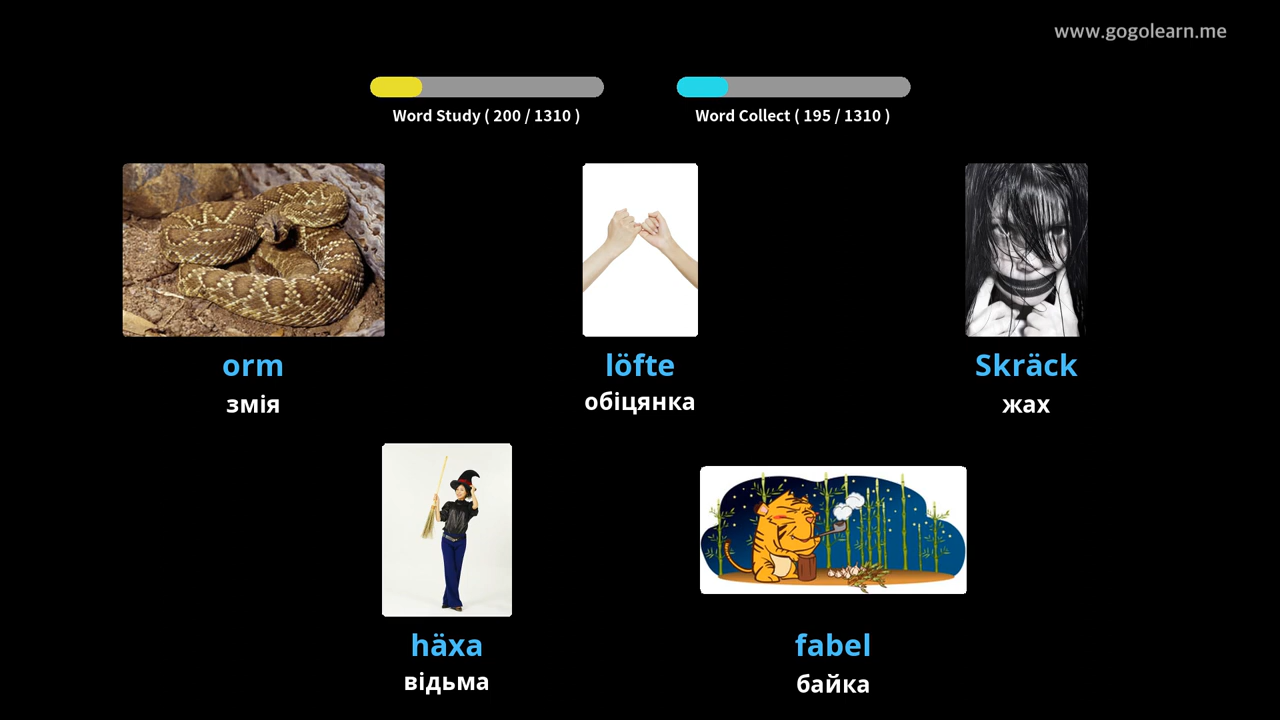 www.gogolearn.me
Word Study ( 200 / 1310 )
Word Collect ( 195 / 1310 )
orm
змія
löfte
обіцянка
Skräck
жах
häxa
відьма
fabel
байка